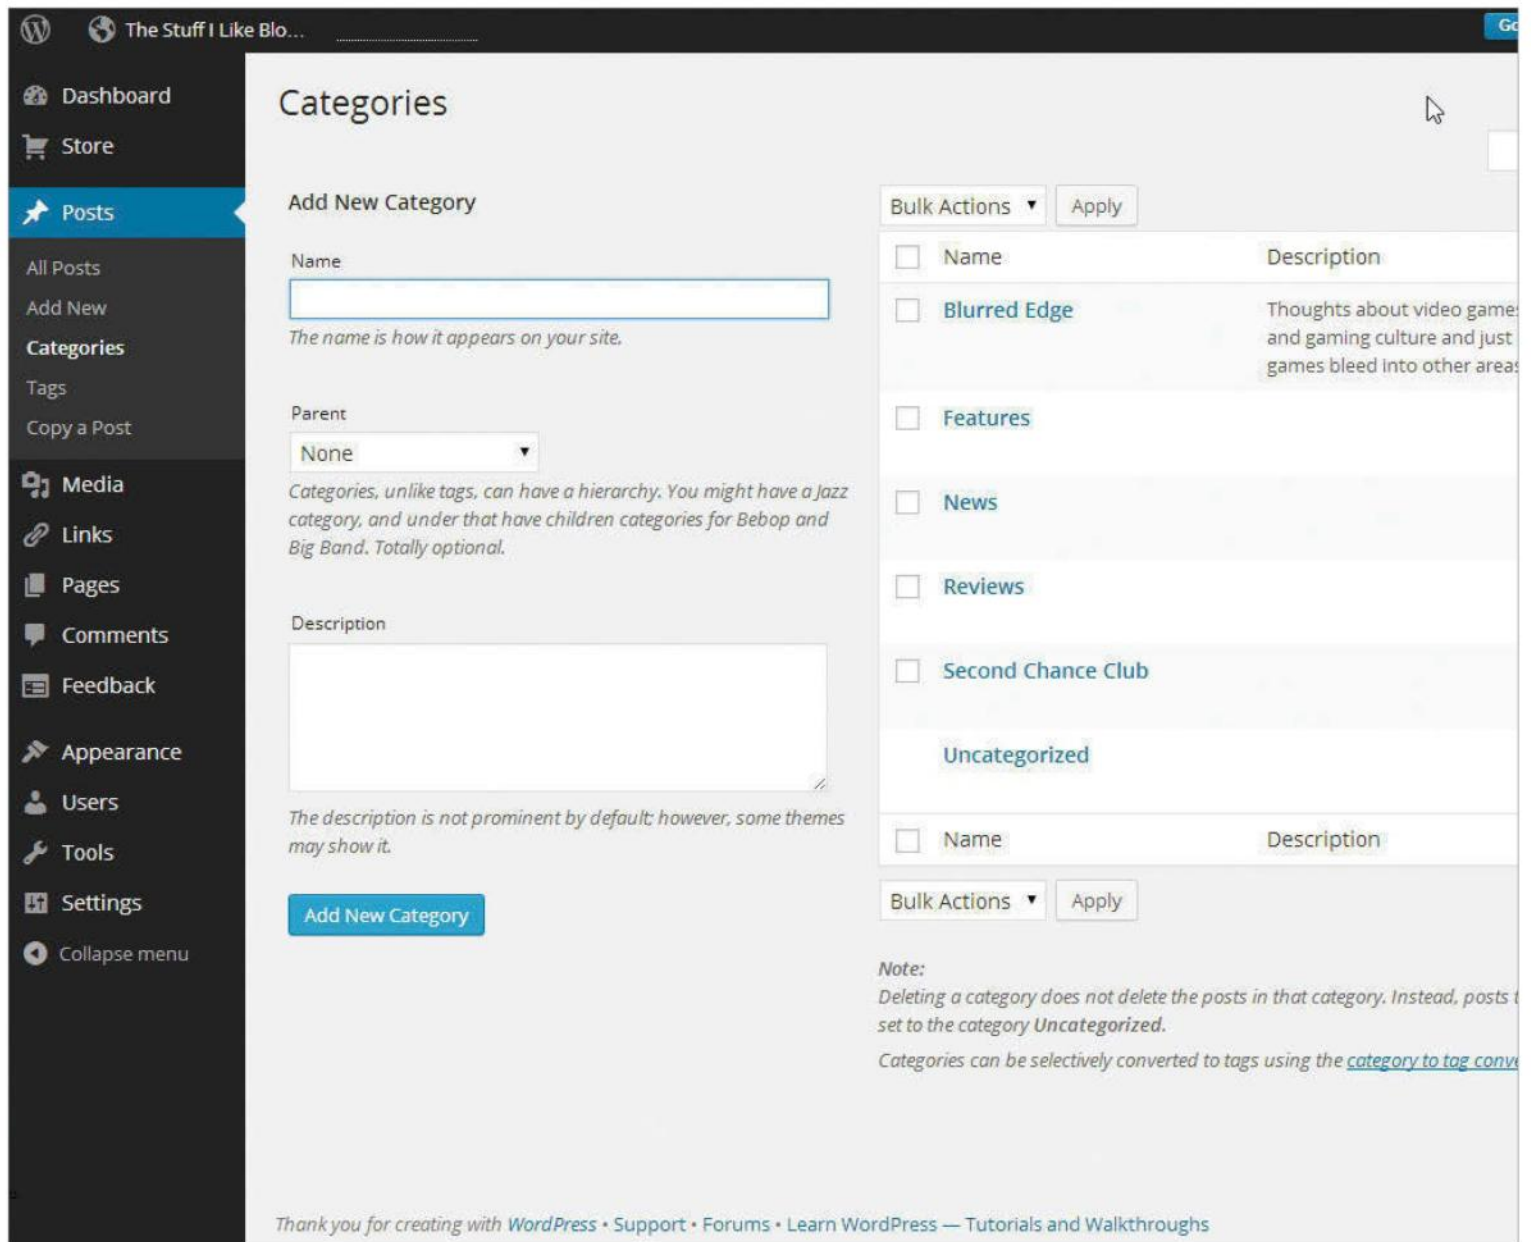 The Stuff I Like Blo...
Dashboard
Store
Posts
All Posts
Add New
Categories
Tags
Copy a Post
Media
Links
Pages
Comments
Feedback
Appearance
Users
Tools
Settings
Collapse menu
Categories
Add New Category
Name
The name is how it appears on your site.
Parent
None
Categories, unlike tags, can have a hierarchy. You might have a Jazz
category, and under that have children categories for Bebop and
Big Band. Totally optional.
Description
The description is not prominent by default; however, some themes
may show it.
Add New Category
Bulk Actions Apply
Name Description
Blurred Edge Thoughts about video games
and gaming culture and just
games bleed into other areas
Features
News
Reviews
Second Chance Club
Uncategorized
Name Description
Bulk Actions Apply
Note:
Deleting a category does not delete the posts in that category. Instead, posts
set to the category Uncategorized.
Categories can be selectively converted to tags using the category to tag
Thank you for creating with WordPress • Support • Forums • Learn WordPress — Tutorials and Walkthroughs